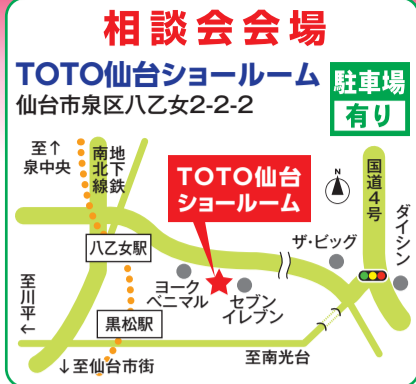 相談会会場
TOTO仙台ショールーム
仙台市泉区八乙女2-2-2
駐車場
有り
至↑
泉中央
地下鉄
南北線
TOTO仙台
ショールーム
N
国道4号
ダイシン
ザ・ビッグ
八乙女駅
ヨーク
ベニマル
セブン
イレブン
至川平←
黒松駅
↓至仙台市街
至南光台